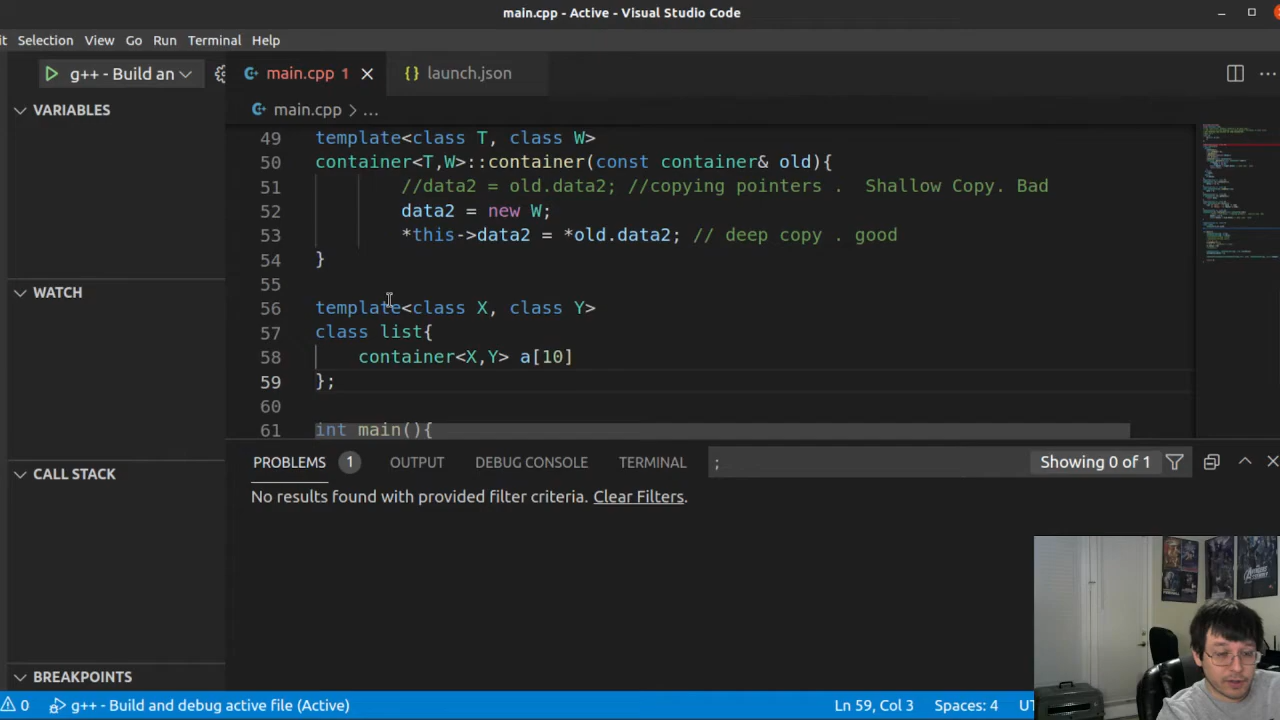 main.cpp - Active - Visual Studio Code
it Selection View Go Run Terminal Help
g++ - Build an
main.cpp 1
launch.json
VARIABLES
main.cpp > ...
49 template<class T, class W>
50 container<T,W>::container(const container& old){
51 //data2 = old.data2; //copying pointers . Shallow Copy. Bad
52 data2 = new W;
53 *this->data2 = *old.data2; // deep copy . good
54 }
55
56 template<class X, class Y>
57 class list{
58 container<X,Y> a[10]
59 };
60
61 int main(){
WATCH
CALL STACK
BREAKPOINTS
PROBLEMS 1 OUTPUT DEBUG CONSOLE TERMINAL ; Showing 0 of 1
No results found with provided filter criteria. Clear Filters.
0 g++ - Build and debug active file (Active) Ln 59, Col 3 Spaces: 4 UT